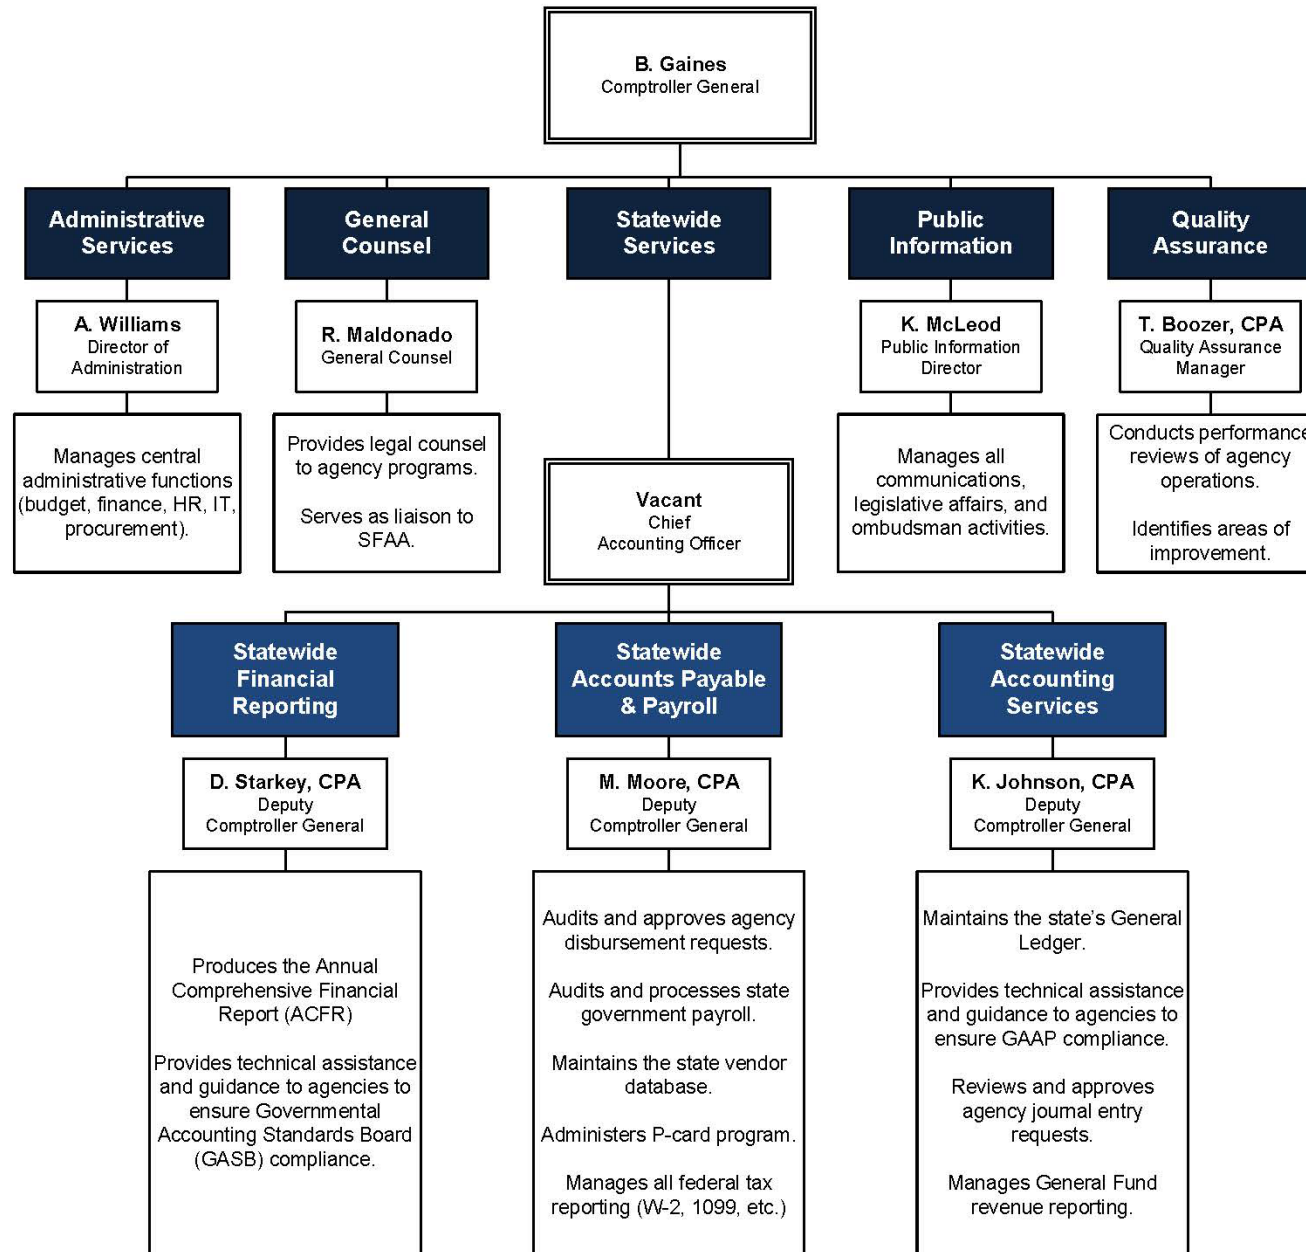 B. Gaines
Comptroller General
Administrative
Services
General
Counsel
Statewide
Services
Public
Information
Quality
Assurance
A. Williams
Director of
Administration
R. Maldonado
General Counsel
K. McLeod
Public Information
Director
T. Boozer, CPA
Quality Assurance
Manager
Manages central
administrative functions
(budget, finance, HR, IT,
procurement).
Provides legal counsel
to agency programs.
Serves as liaison to
SFAA.
Vacant
Chief
Accounting Officer
Manages all
communications,
legislative affairs, and
ombudsman activities.
Conducts performance
reviews of agency
operations.
Identifies areas of
improvement.
Statewide
Financial
Reporting
Statewide
Accounts Payable
& Payroll
Statewide
Accounting
Services
D. Starkey, CPA
Deputy
Comptroller General
M. Moore, CPA
Deputy
Comptroller General
K. Johnson, CPA
Deputy
Comptroller General
Produces the Annual
Comprehensive Financial
Report (ACFR)
Provides technical assistance
and guidance to agencies to
ensure Governmental
Accounting Standards Board
(GASB) compliance.
Audits and approves agency
disbursement requests.
Audits and processes state
government payroll.
Maintains the state vendor
database.
Administers P-card program.
Manages all federal tax
reporting (W-2, 1099, etc.)
Maintains the state’s General
Ledger.
Provides technical assistance
and guidance to agencies to
ensure GAAP compliance.
Reviews and approves
agency journal entry
requests.
Manages General Fund
revenue reporting.